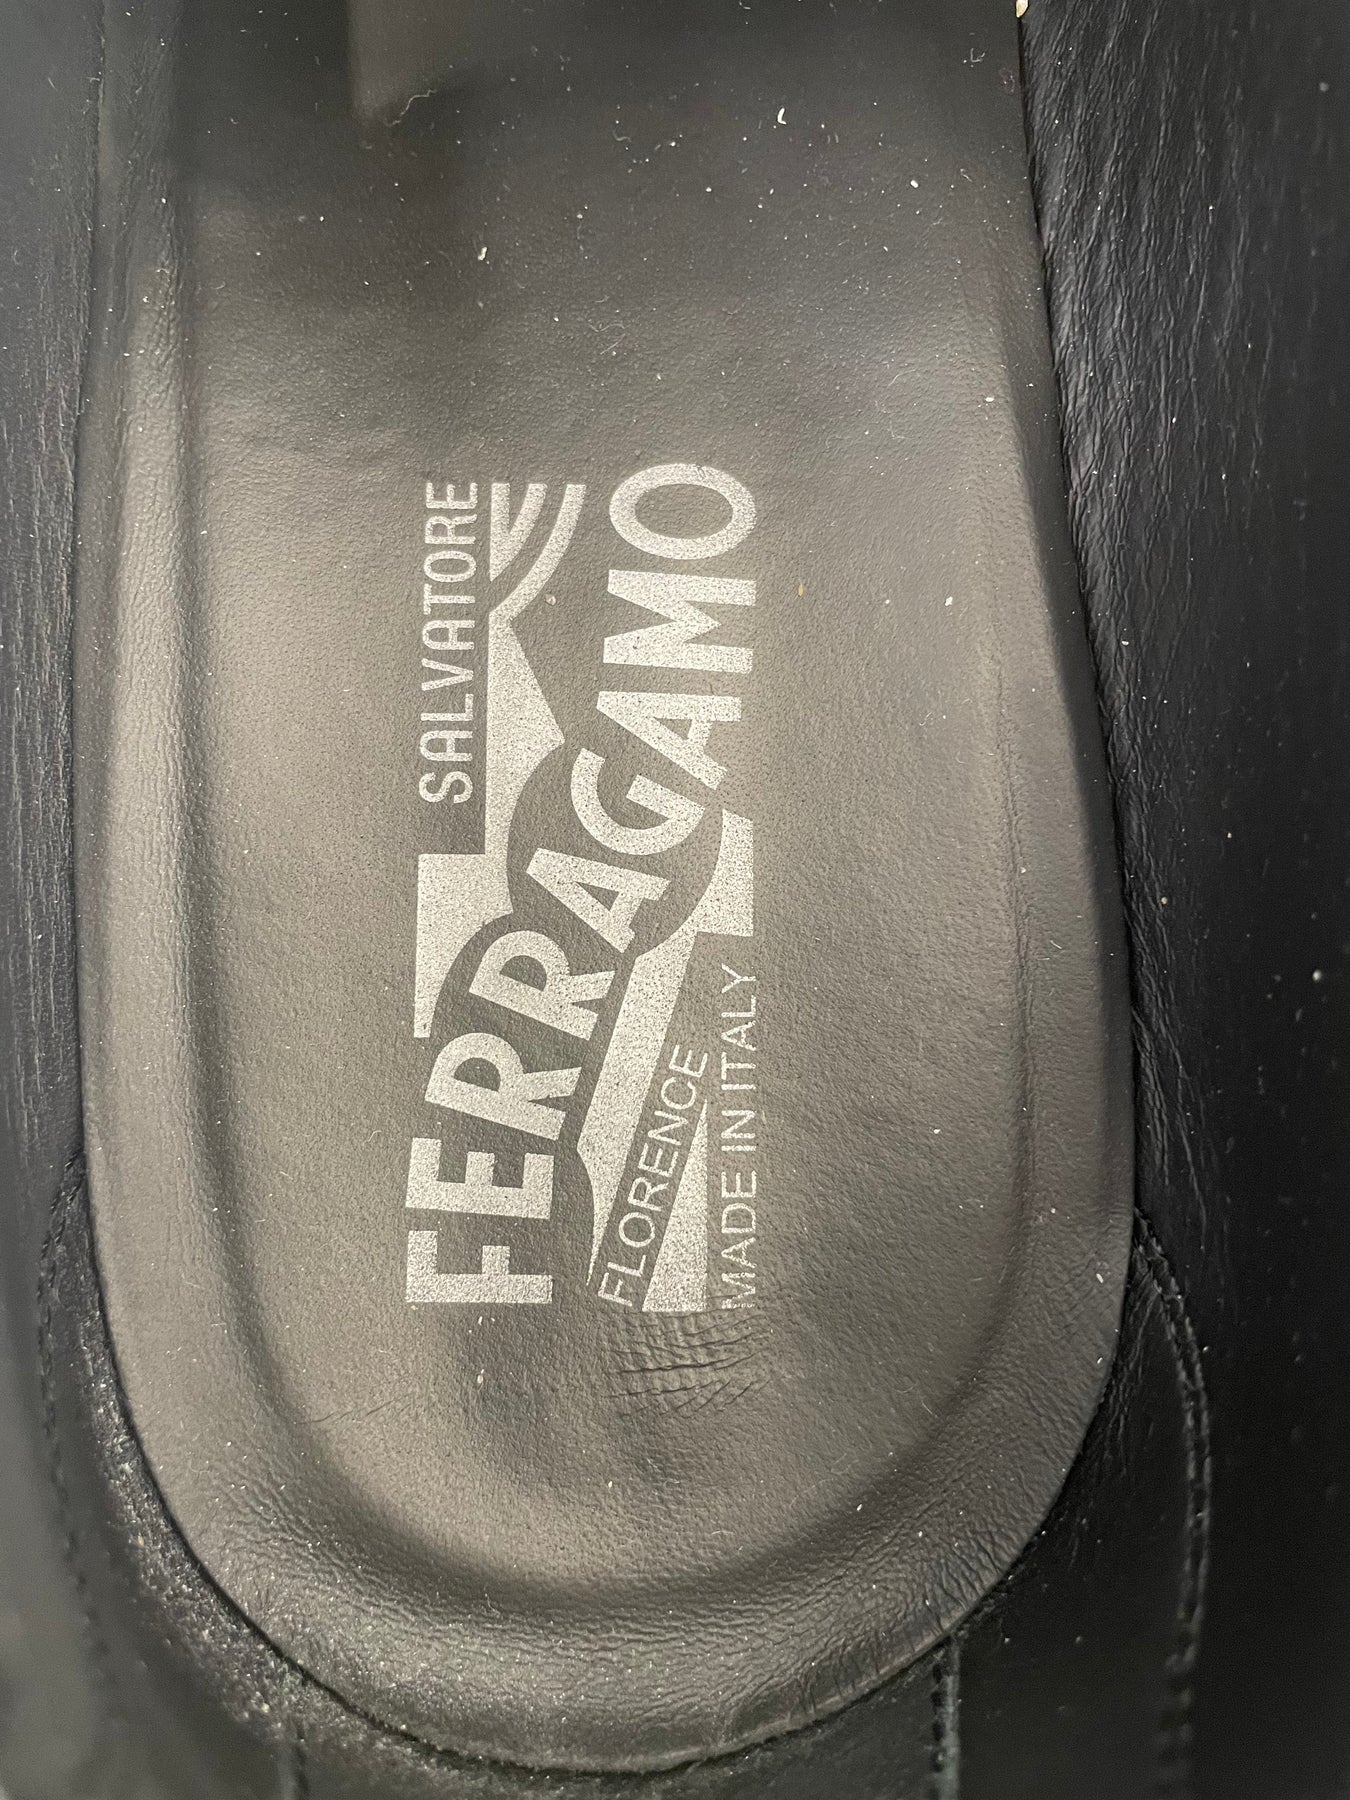 SALVATORE
FERRAGAMO
FLORENCE
MADE IN ITALY